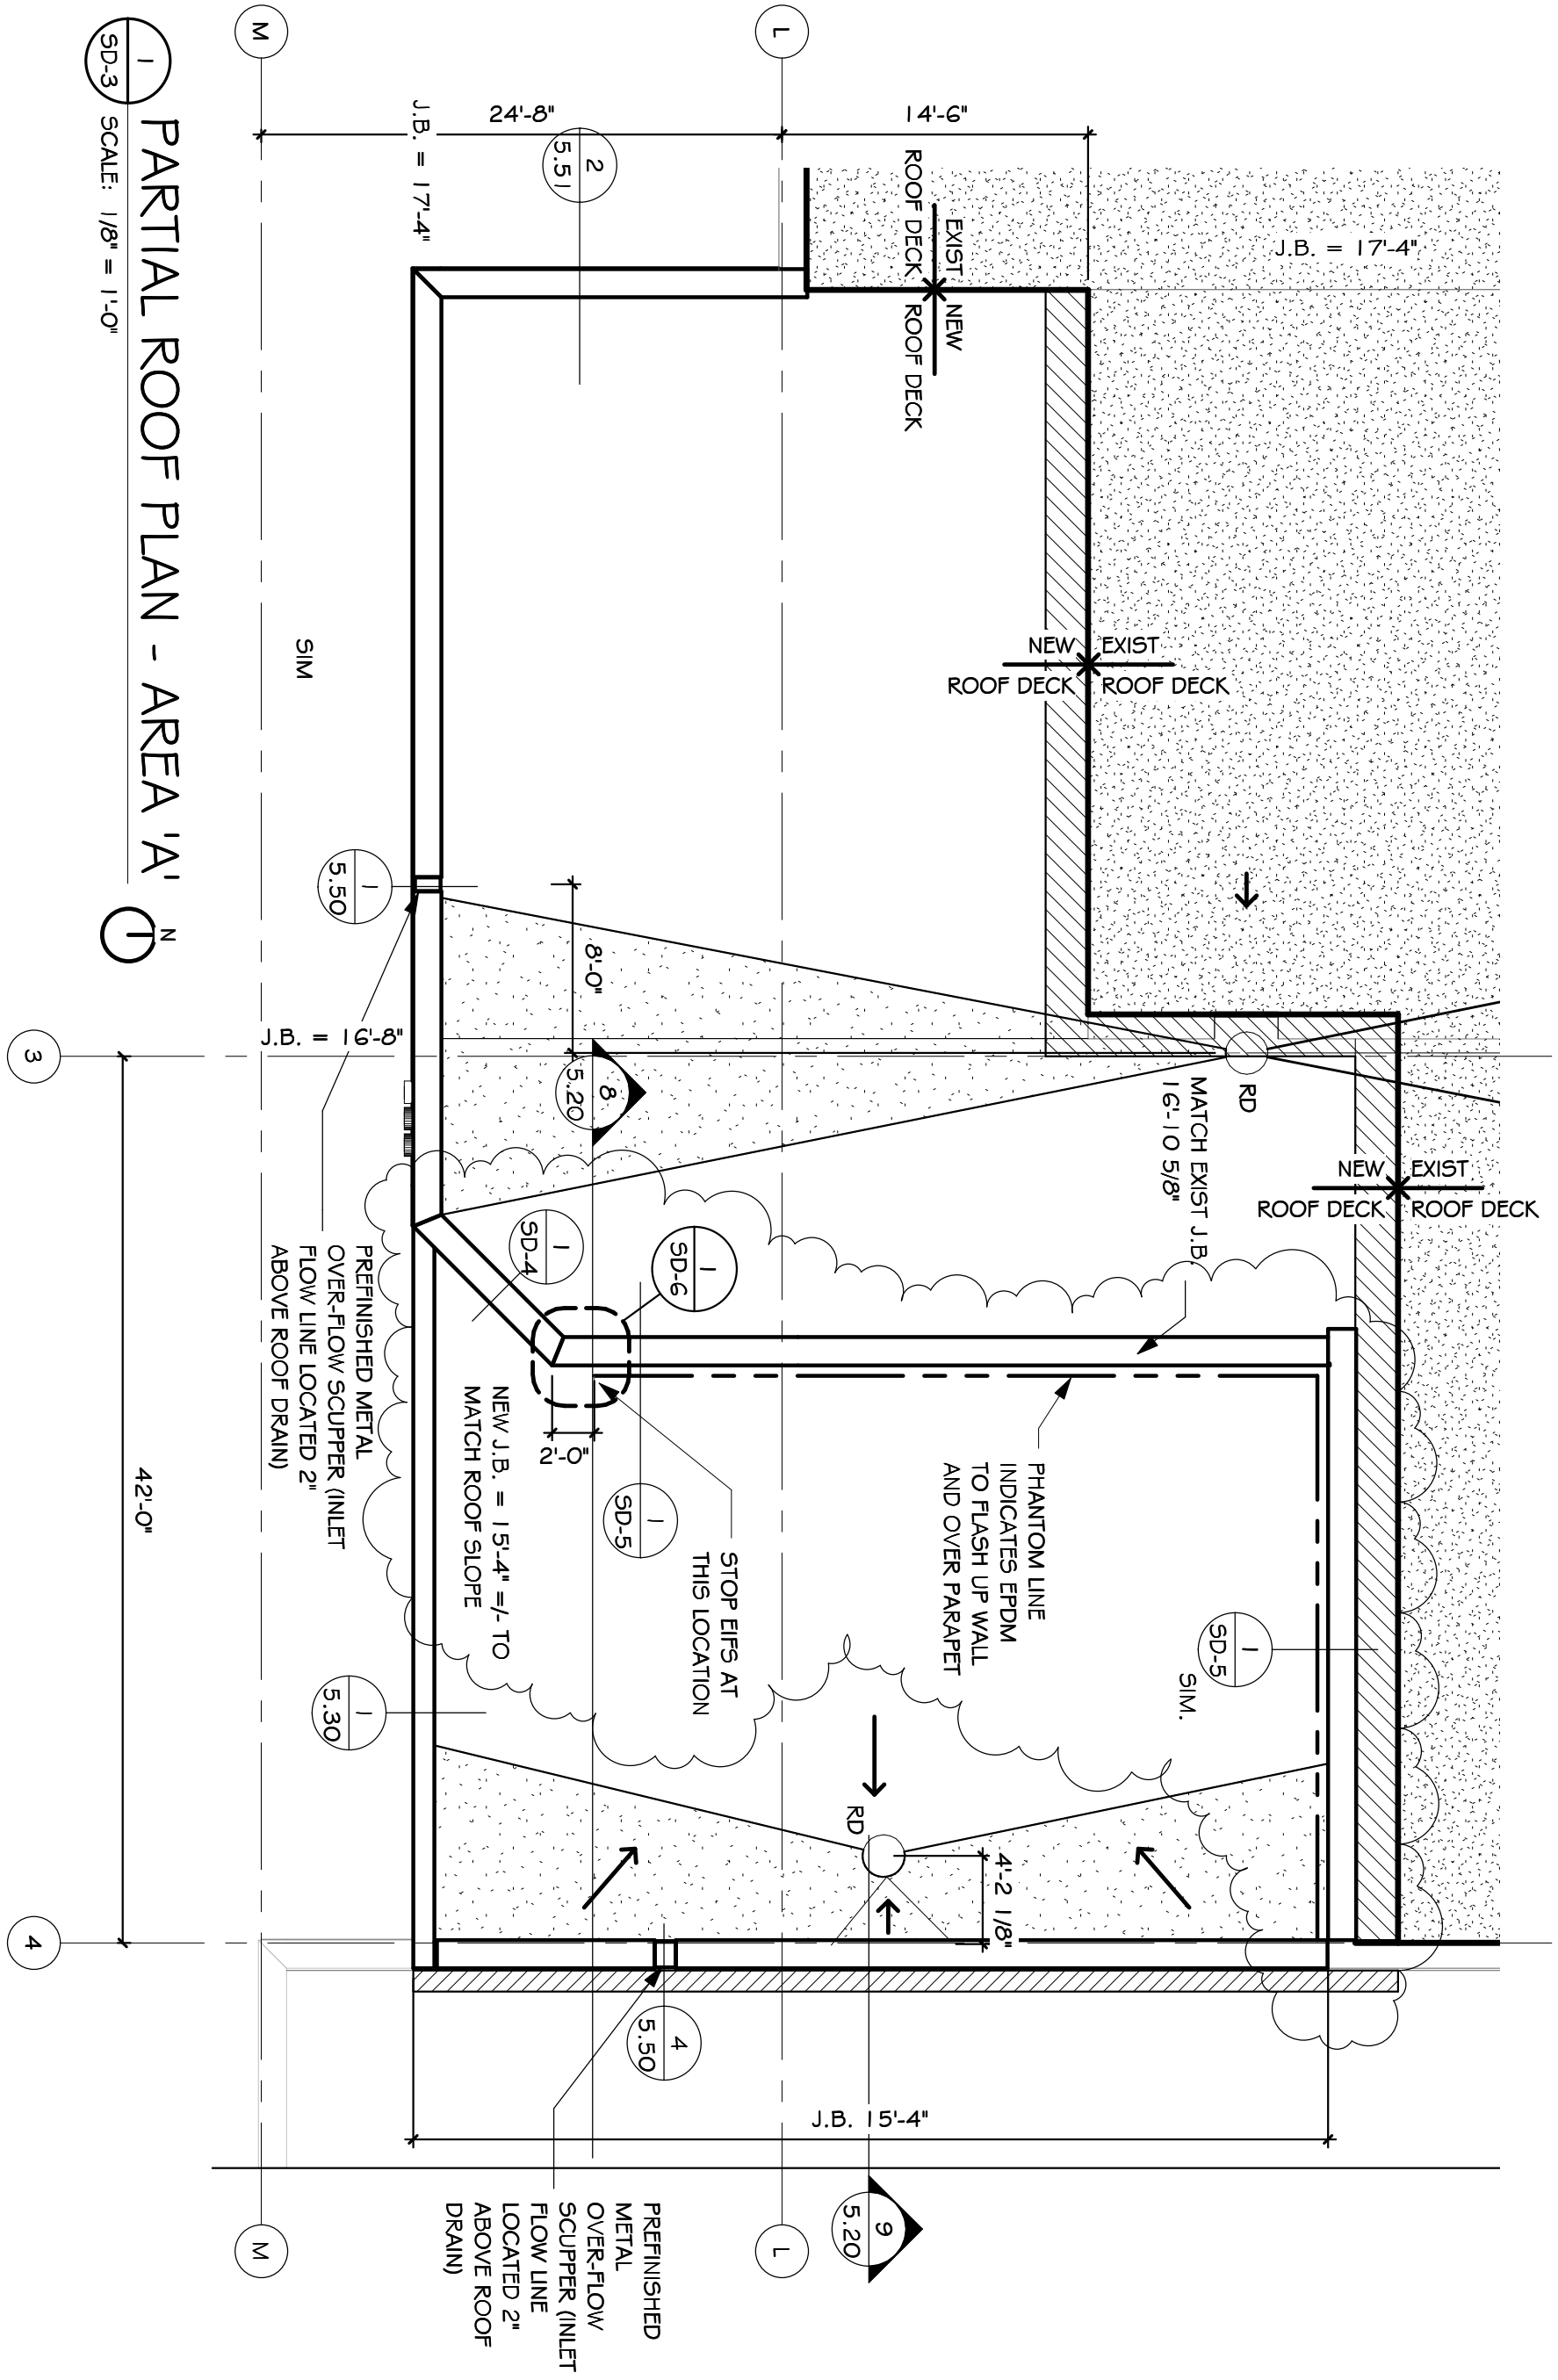 PARTIAL ROOF PLAN - AREA 'A'
SCALE: 1/8" = 1'-0"
1
SD-3
N
M
L
24'-8"
14'-6"
J.B. = 17'-4"
2
5.51
EXIST
ROOF DECK
NEW
ROOF DECK
J.B. = 17'-4"
SIM
NEW
ROOF DECK
EXIST
ROOF DECK
1
5.50
8'-0"
J.B. = 16'-8"
3
8
5.20
RD
MATCH EXIST J.B.
16'-10 5/8"
NEW
ROOF DECK
EXIST
ROOF DECK
PREFINISHED METAL
OVER-FLOW SCUPPER (INLET
FLOW LINE LOCATED 2"
ABOVE ROOF DRAIN)
1
SD-4
1
SD-6
2'-0"
NEW J.B. = 15'-4" =/- TO
MATCH ROOF SLOPE
1
SD-5
STOP EIFS AT
THIS LOCATION
PHANTOM LINE
INDICATES EPDM
TO FLASH UP WALL
AND OVER PARAPET
1
SD-5
SIM.
42'-0"
1
5.30
RD
4'-2 1/8"
4
4
5.50
J.B. 15'-4"
PREFINISHED
METAL
OVER-FLOW
SCUPPER (INLET
FLOW LINE
LOCATED 2"
ABOVE ROOF
DRAIN)
9
5.20
M
L